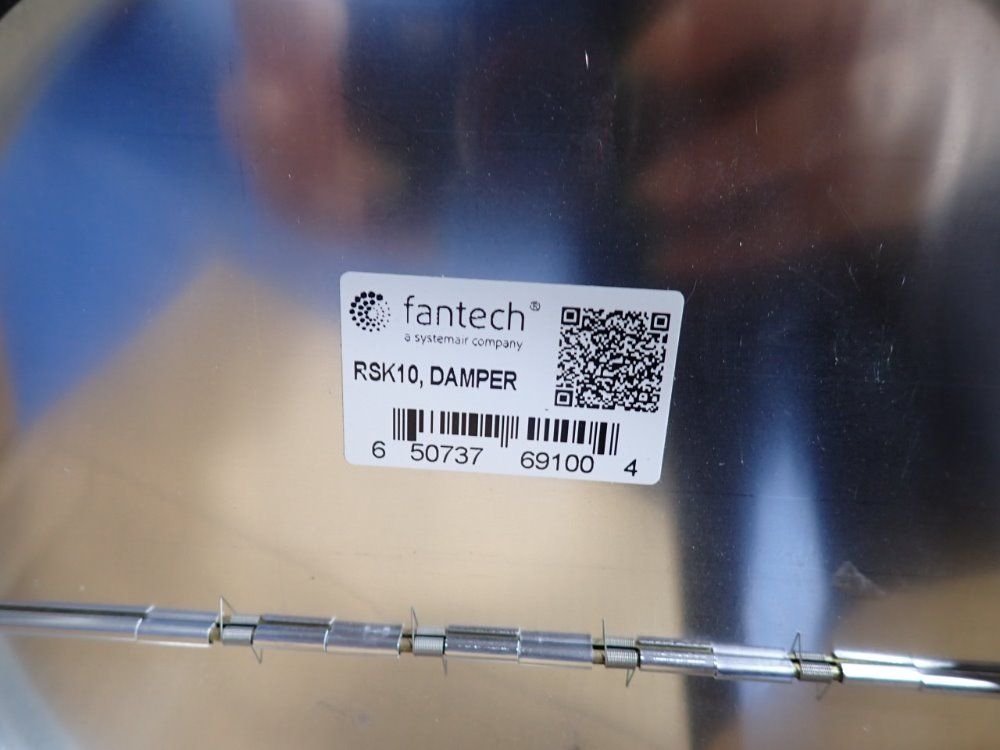 fantech®
a systemair company
RSK10, DAMPER
6 50737 69100 4